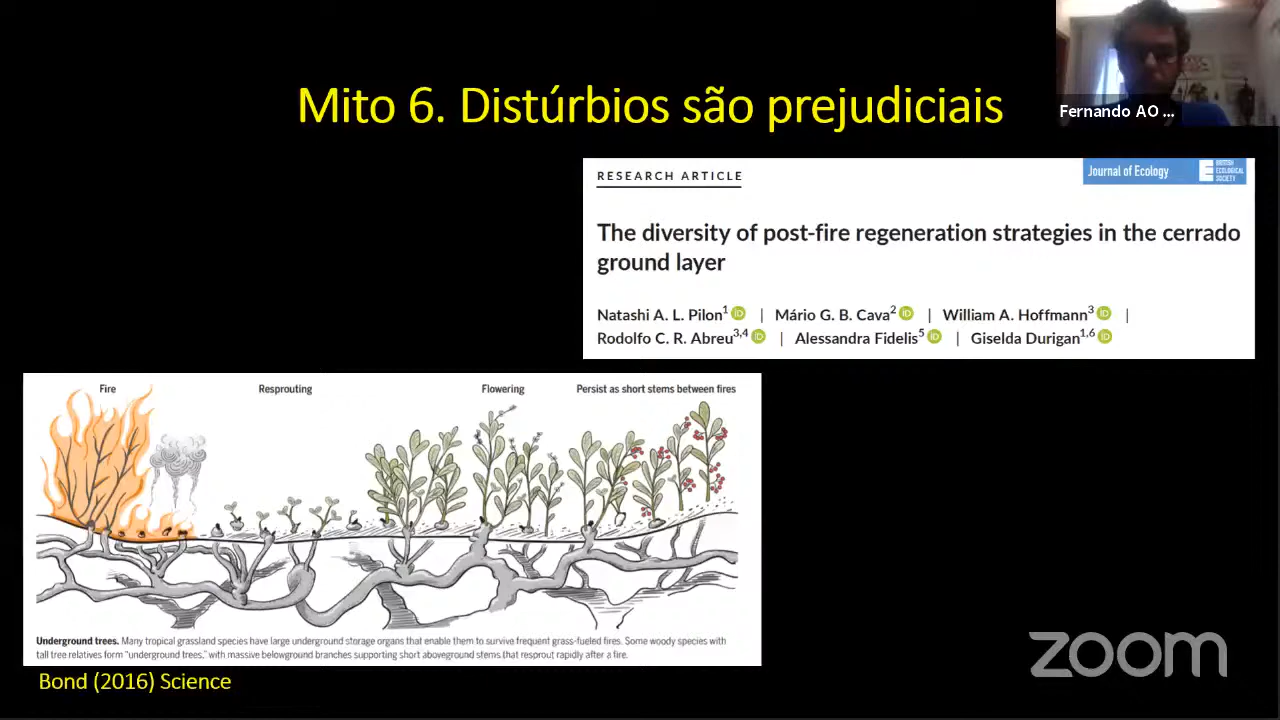 Mito 6. Distúrbios são prejudiciais
Fernando AO ...
RESEARCH ARTICLE
Journal of Ecology
BRITISH
ECOLOGICAL
SOCIETY
The diversity of post-fire regeneration strategies in the cerrado
ground layer
Natashi A. L. Pilon1 | Mário G. B. Cava2 | William A. Hoffmann3 |
Rodolfo C. R. Abreu3,4 | Alessandra Fidelis5 | Giselda Durigan1,6
Fire Resprouting Flowering Persist as short stems between fires
Underground trees. Many tropical grassland species have large underground storage organs that enable them to survive frequent grass-fueled fires. Some woody species with
tall tree relatives form "underground trees," with massive belowground branches supporting short aboveground stems that resprout rapidly after a fire.
Bond (2016) Science
zoom